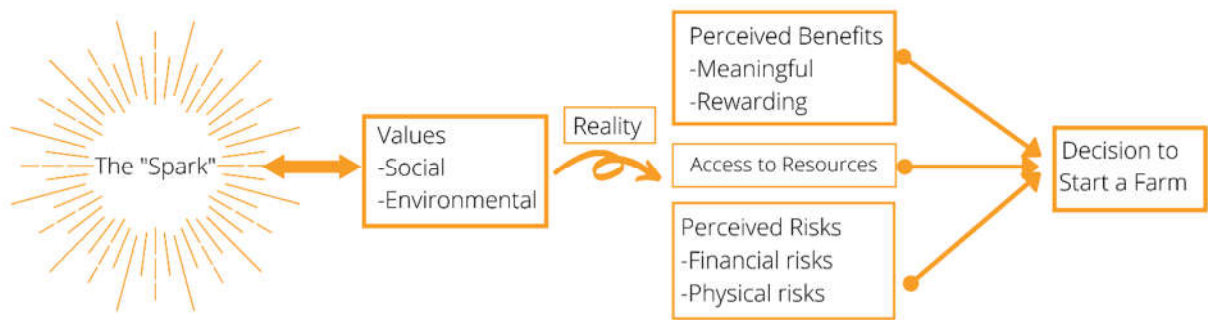 The "Spark"
Values
-Social
-Environmental
Reality
Perceived Benefits
-Meaningful
-Rewarding
Access to Resources
Perceived Risks
-Financial risks
-Physical risks
Decision to
Start a Farm